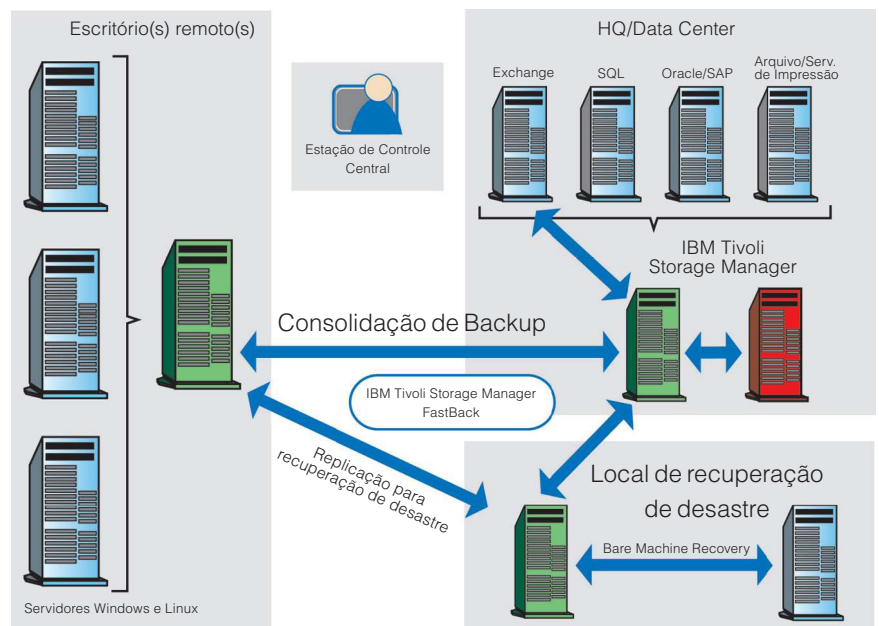 Escritório(s) remoto(s)
HQ/Data Center
Exchange
SQL
Oracle/SAP
Arquivo/Serv.
de Impressão
Estação de Controle
Central
IBM Tivoli
Storage Manager
Consolidação de Backup
IBM Tivoli Storage Manager
FastBack
Replicação para
recuperação de desastre
Local de recuperação
de desastre
Bare Machine Recovery
Servidores Windows e Linux